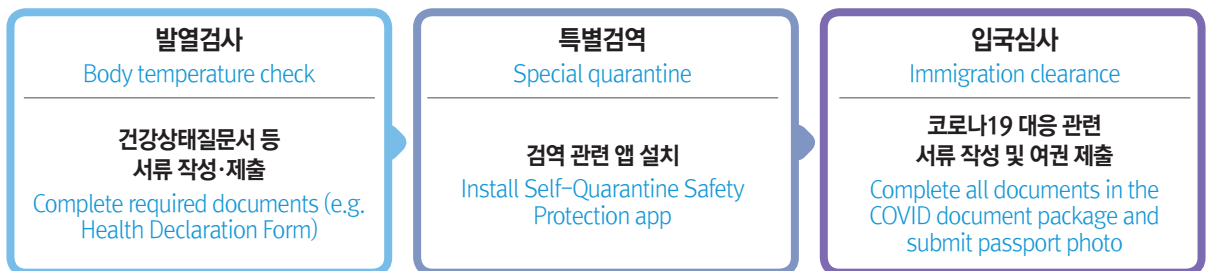 발열검사
Body temperature check
건강상태질문서 등
서류 작성·제출
Complete required documents (e.g.
Health Declaration Form)
특별검역
Special quarantine
검역 관련 앱 설치
Install Self-Quarantine Safety
Protection app
입국심사
Immigration clearance
코로나19 대응 관련
서류 작성 및 여권 제출
Complete all documents in the
COVID document package and
submit passport photo